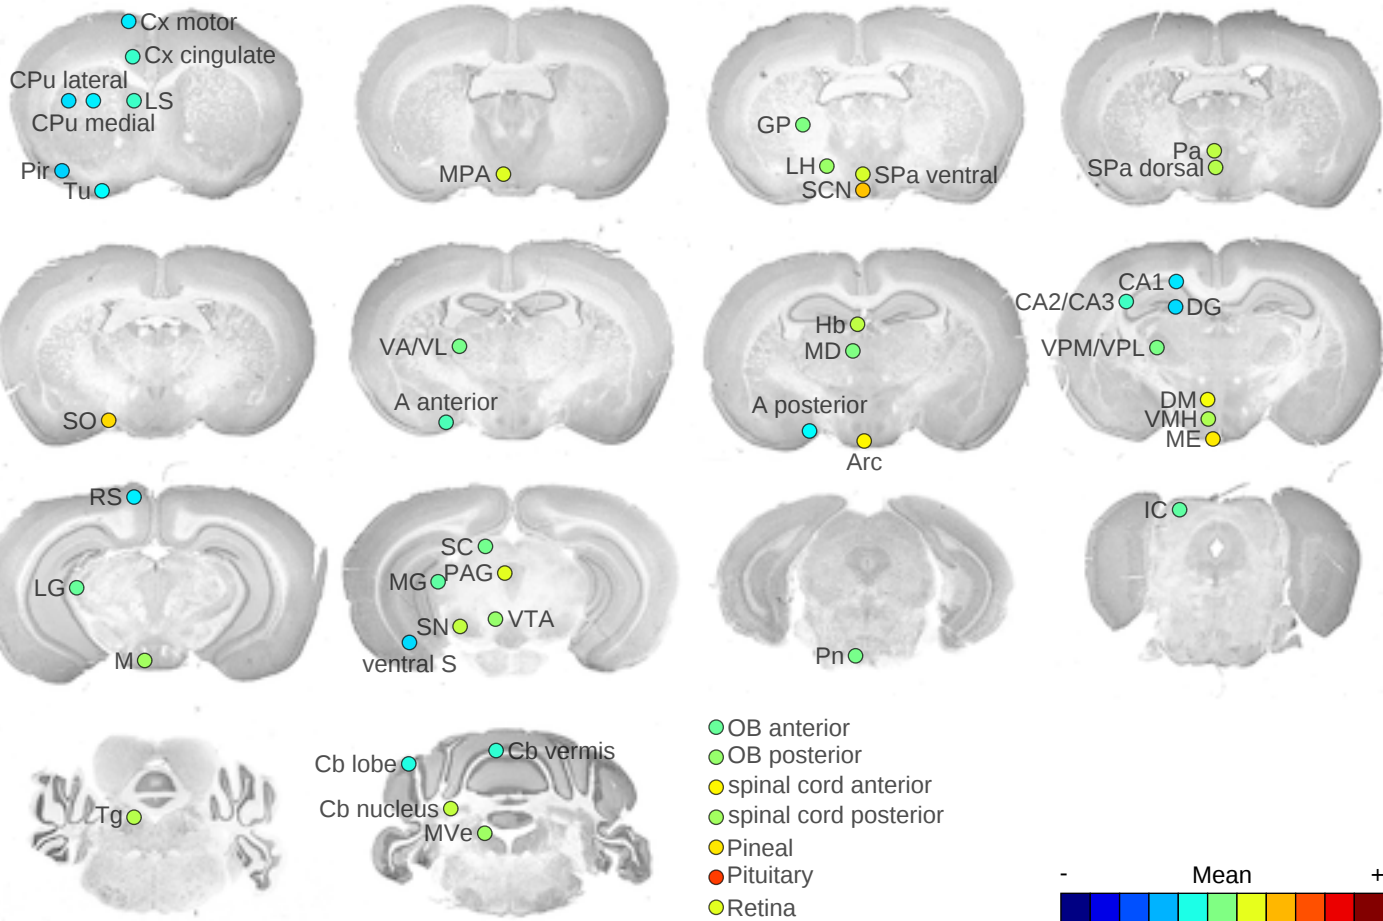 Cx motor
Cx cingulate
CPu lateral
LS
CPu medial
Pir
Tu
MPA
GP
LH
SPa ventral
SCN
Pa
SPa dorsal
SO
VA/VL
A anterior
Hb
MD
A posterior
Arc
CA1
CA2/CA3
DG
VPM/VPL
DM
VMH
ME
RS
LG
M
SC
MG
PAG
SN
VTA
ventral S
Pn
IC
Tg
Cb lobe
Cb vermis
Cb nucleus
MVe
OB anterior
OB posterior
spinal cord anterior
spinal cord posterior
Pineal
Pituitary
Retina
- Mean +